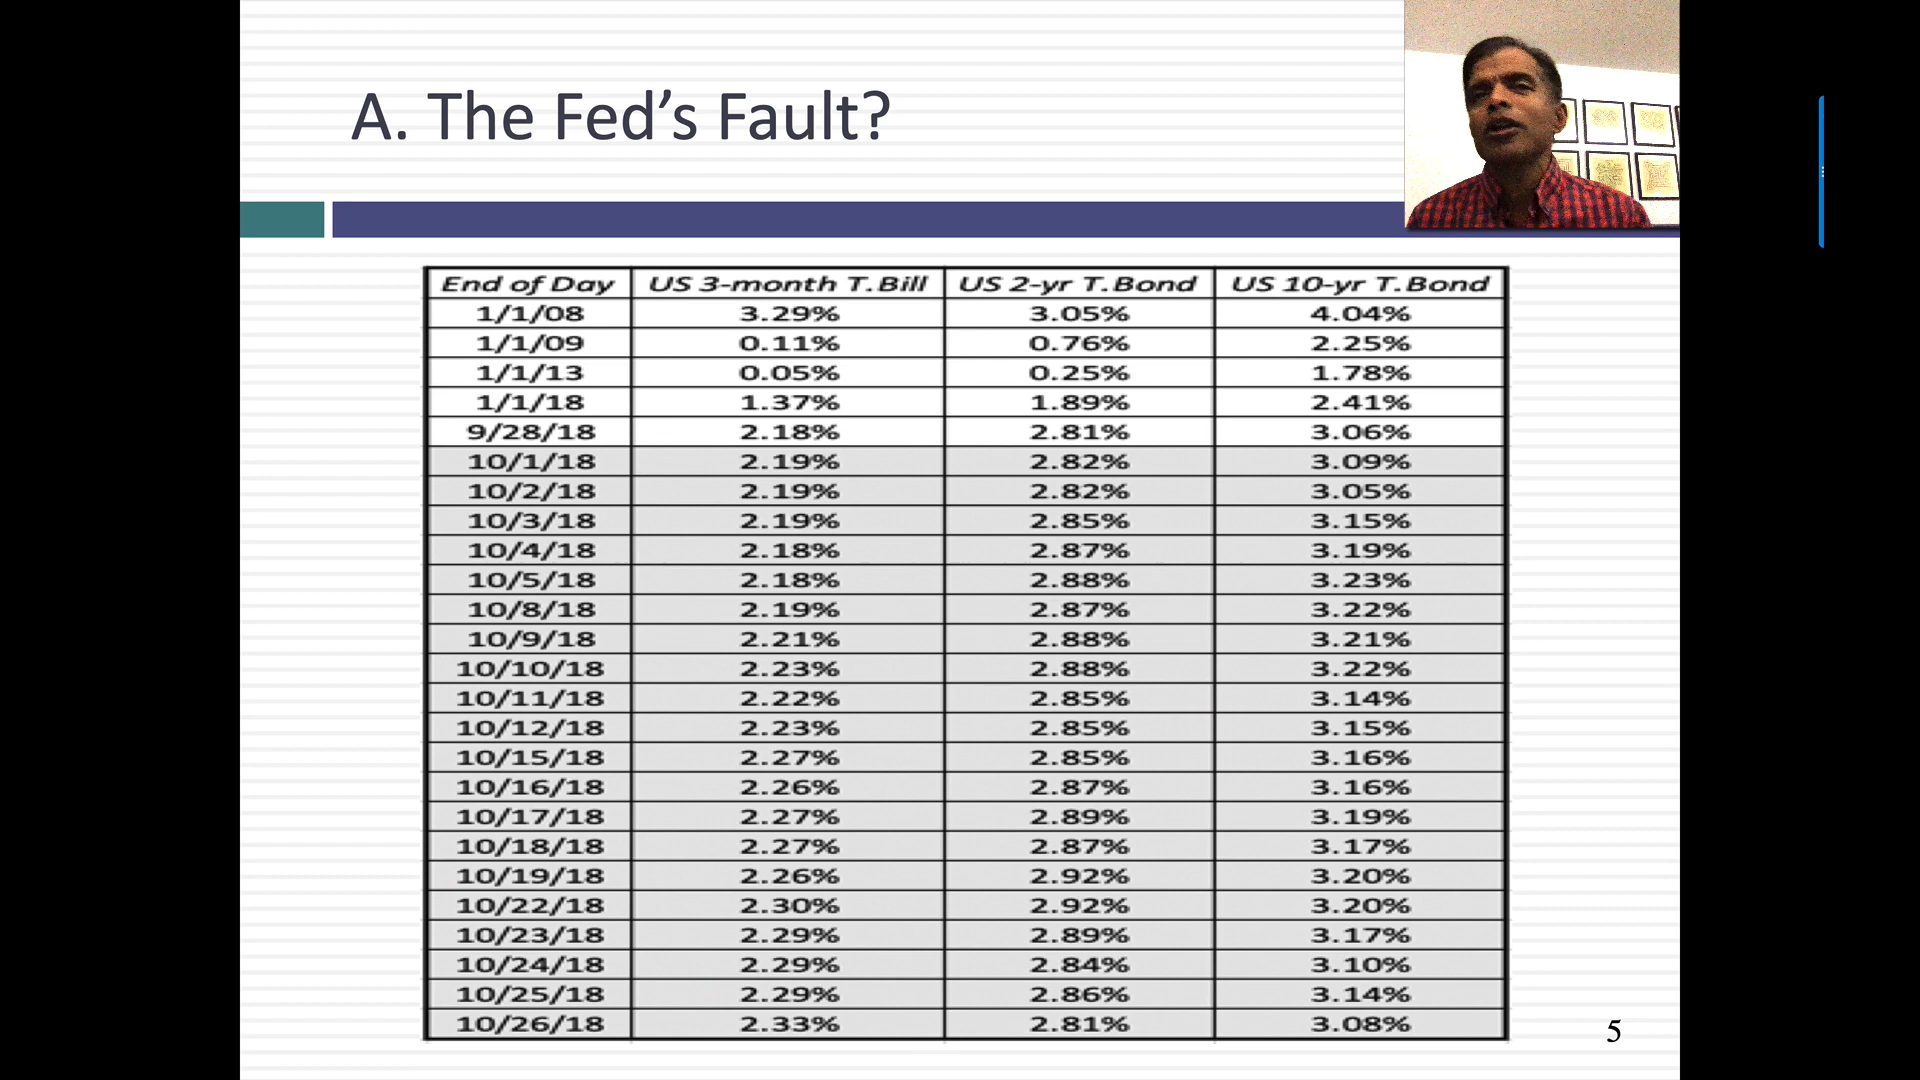 A. The Fed’s Fault?
End of Day US 3-month T.Bill US 2-yr T.Bond US 10-yr T.Bond
1/1/08 3.29% 3.05% 4.04%
1/1/09 0.11% 0.76% 2.25%
1/1/13 0.05% 0.25% 1.78%
1/1/18 1.37% 1.89% 2.41%
9/28/18 2.18% 2.81% 3.06%
10/1/18 2.19% 2.82% 3.09%
10/2/18 2.19% 2.82% 3.05%
10/3/18 2.19% 2.85% 3.15%
10/4/18 2.18% 2.87% 3.19%
10/5/18 2.18% 2.88% 3.23%
10/8/18 2.19% 2.87% 3.22%
10/9/18 2.21% 2.88% 3.21%
10/10/18 2.23% 2.88% 3.22%
10/11/18 2.22% 2.85% 3.14%
10/12/18 2.23% 2.85% 3.15%
10/15/18 2.27% 2.85% 3.16%
10/16/18 2.26% 2.87% 3.16%
10/17/18 2.27% 2.89% 3.19%
10/18/18 2.27% 2.87% 3.17%
10/19/18 2.26% 2.92% 3.20%
10/22/18 2.30% 2.92% 3.20%
10/23/18 2.29% 2.89% 3.17%
10/24/18 2.29% 2.84% 3.10%
10/25/18 2.29% 2.86% 3.14%
10/26/18 2.33% 2.81% 3.08%
5